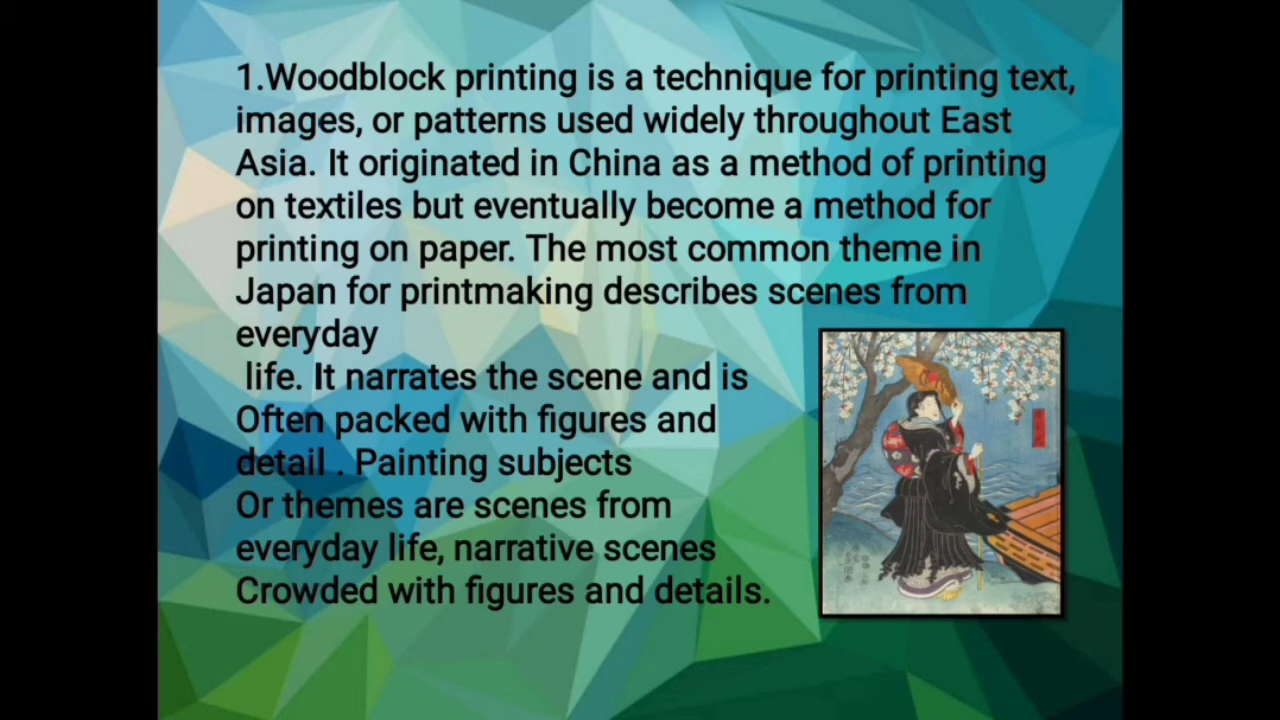 1.Woodblock printing is a technique for printing text,
images, or patterns used widely throughout East
Asia. It originated in China as a method of printing
on textiles but eventually become a method for
printing on paper. The most common theme in
Japan for printmaking describes scenes from
everyday
life. It narrates the scene and is
Often packed with figures and
detail . Painting subjects
Or themes are scenes from
everyday life, narrative scenes
Crowded with figures and details.